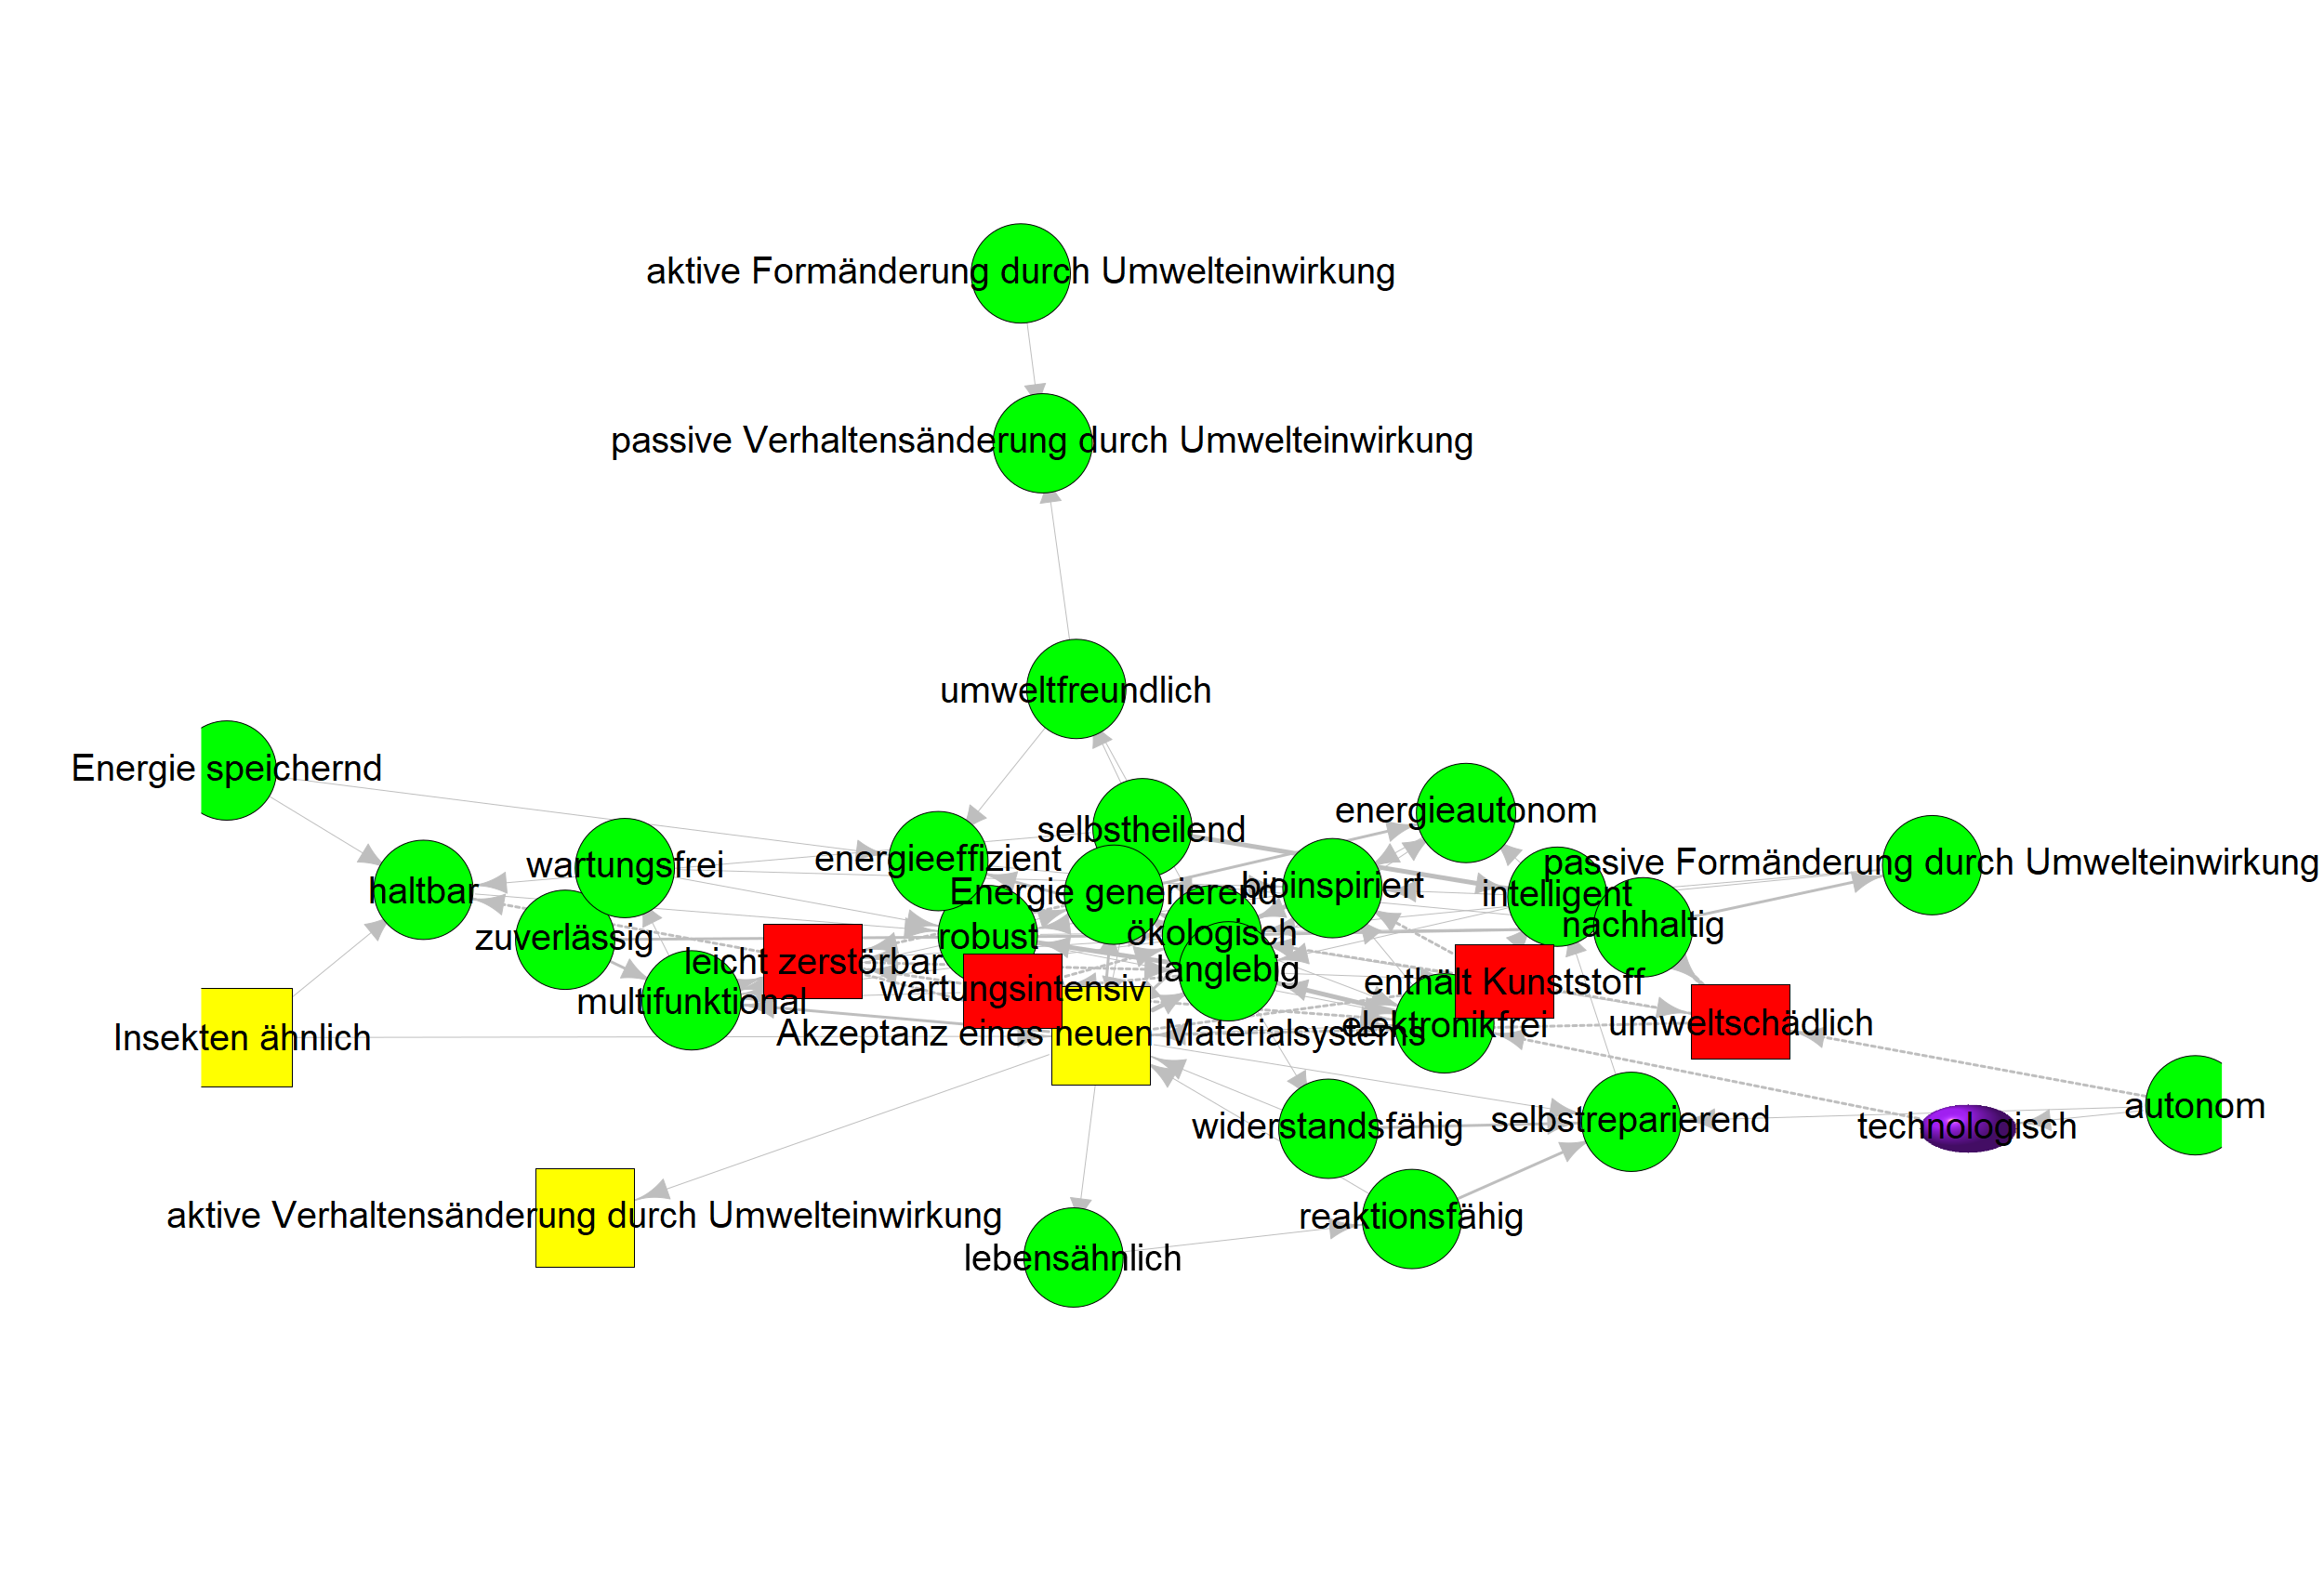 aktive Formänderung durch Umwelteinwirkung
passive Verhaltensänderung durch Umwelteinwirkung
umweltfreundlich
Energie speichernd
energieautonom
selbstheilend
energieeffizient
wartungsfrei
passive Formänderung durch Umwelteinwirkung
haltbar
Energie generierend
bioinspiriert
intelligent
nachhaltig
zuverlässig
robust
ökologisch
leicht zerstörbar
langlebig
wartungsintensiv
enthält Kunststoff
multifunktional
Insekten ähnlich
Akzeptanz eines neuen Materialsystems
elektronikfrei
umweltschädlich
autonom
widerstandsfähig
selbstreparierend
technologisch
aktive Verhaltensänderung durch Umwelteinwirkung
reaktionsfähig
lebensähnlich